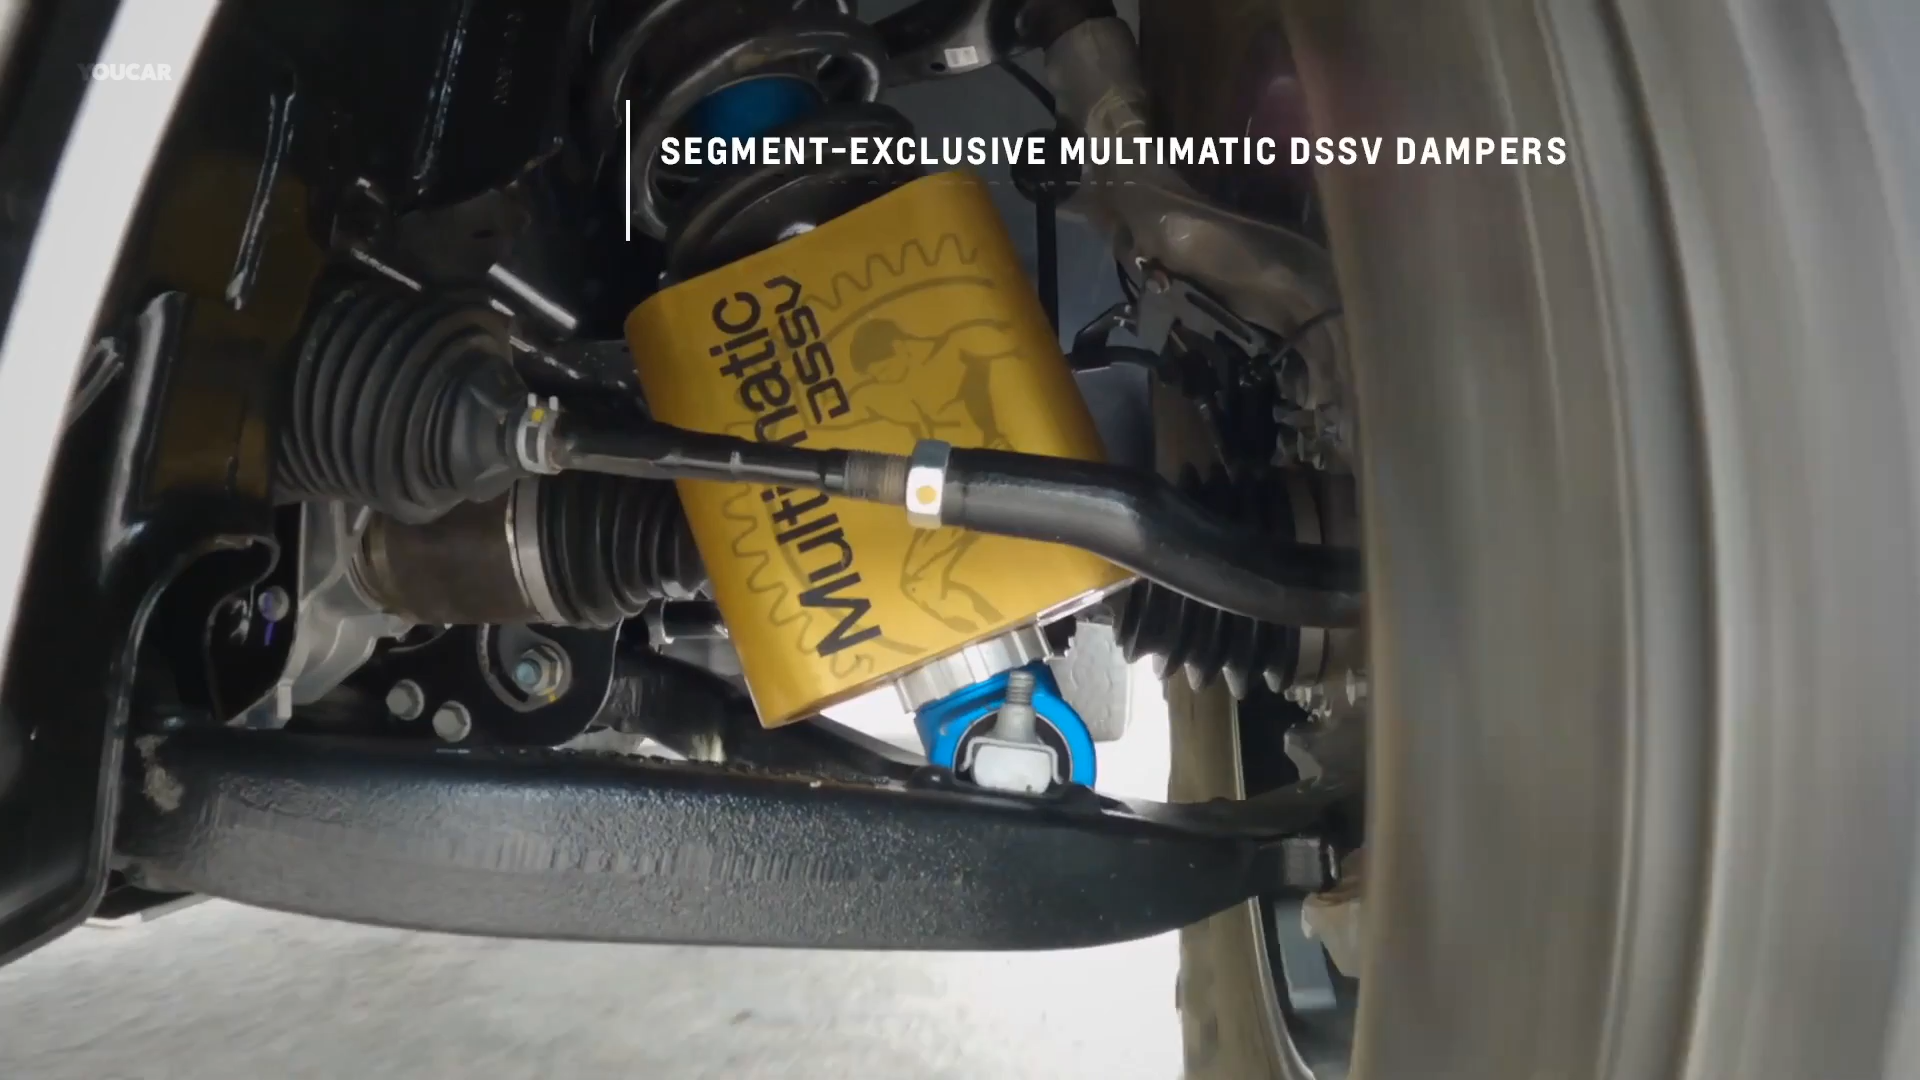 YOUCAR
SEGMENT-EXCLUSIVE MULTIMATIC DSSV DAMPERS
Multimatic
DSSV